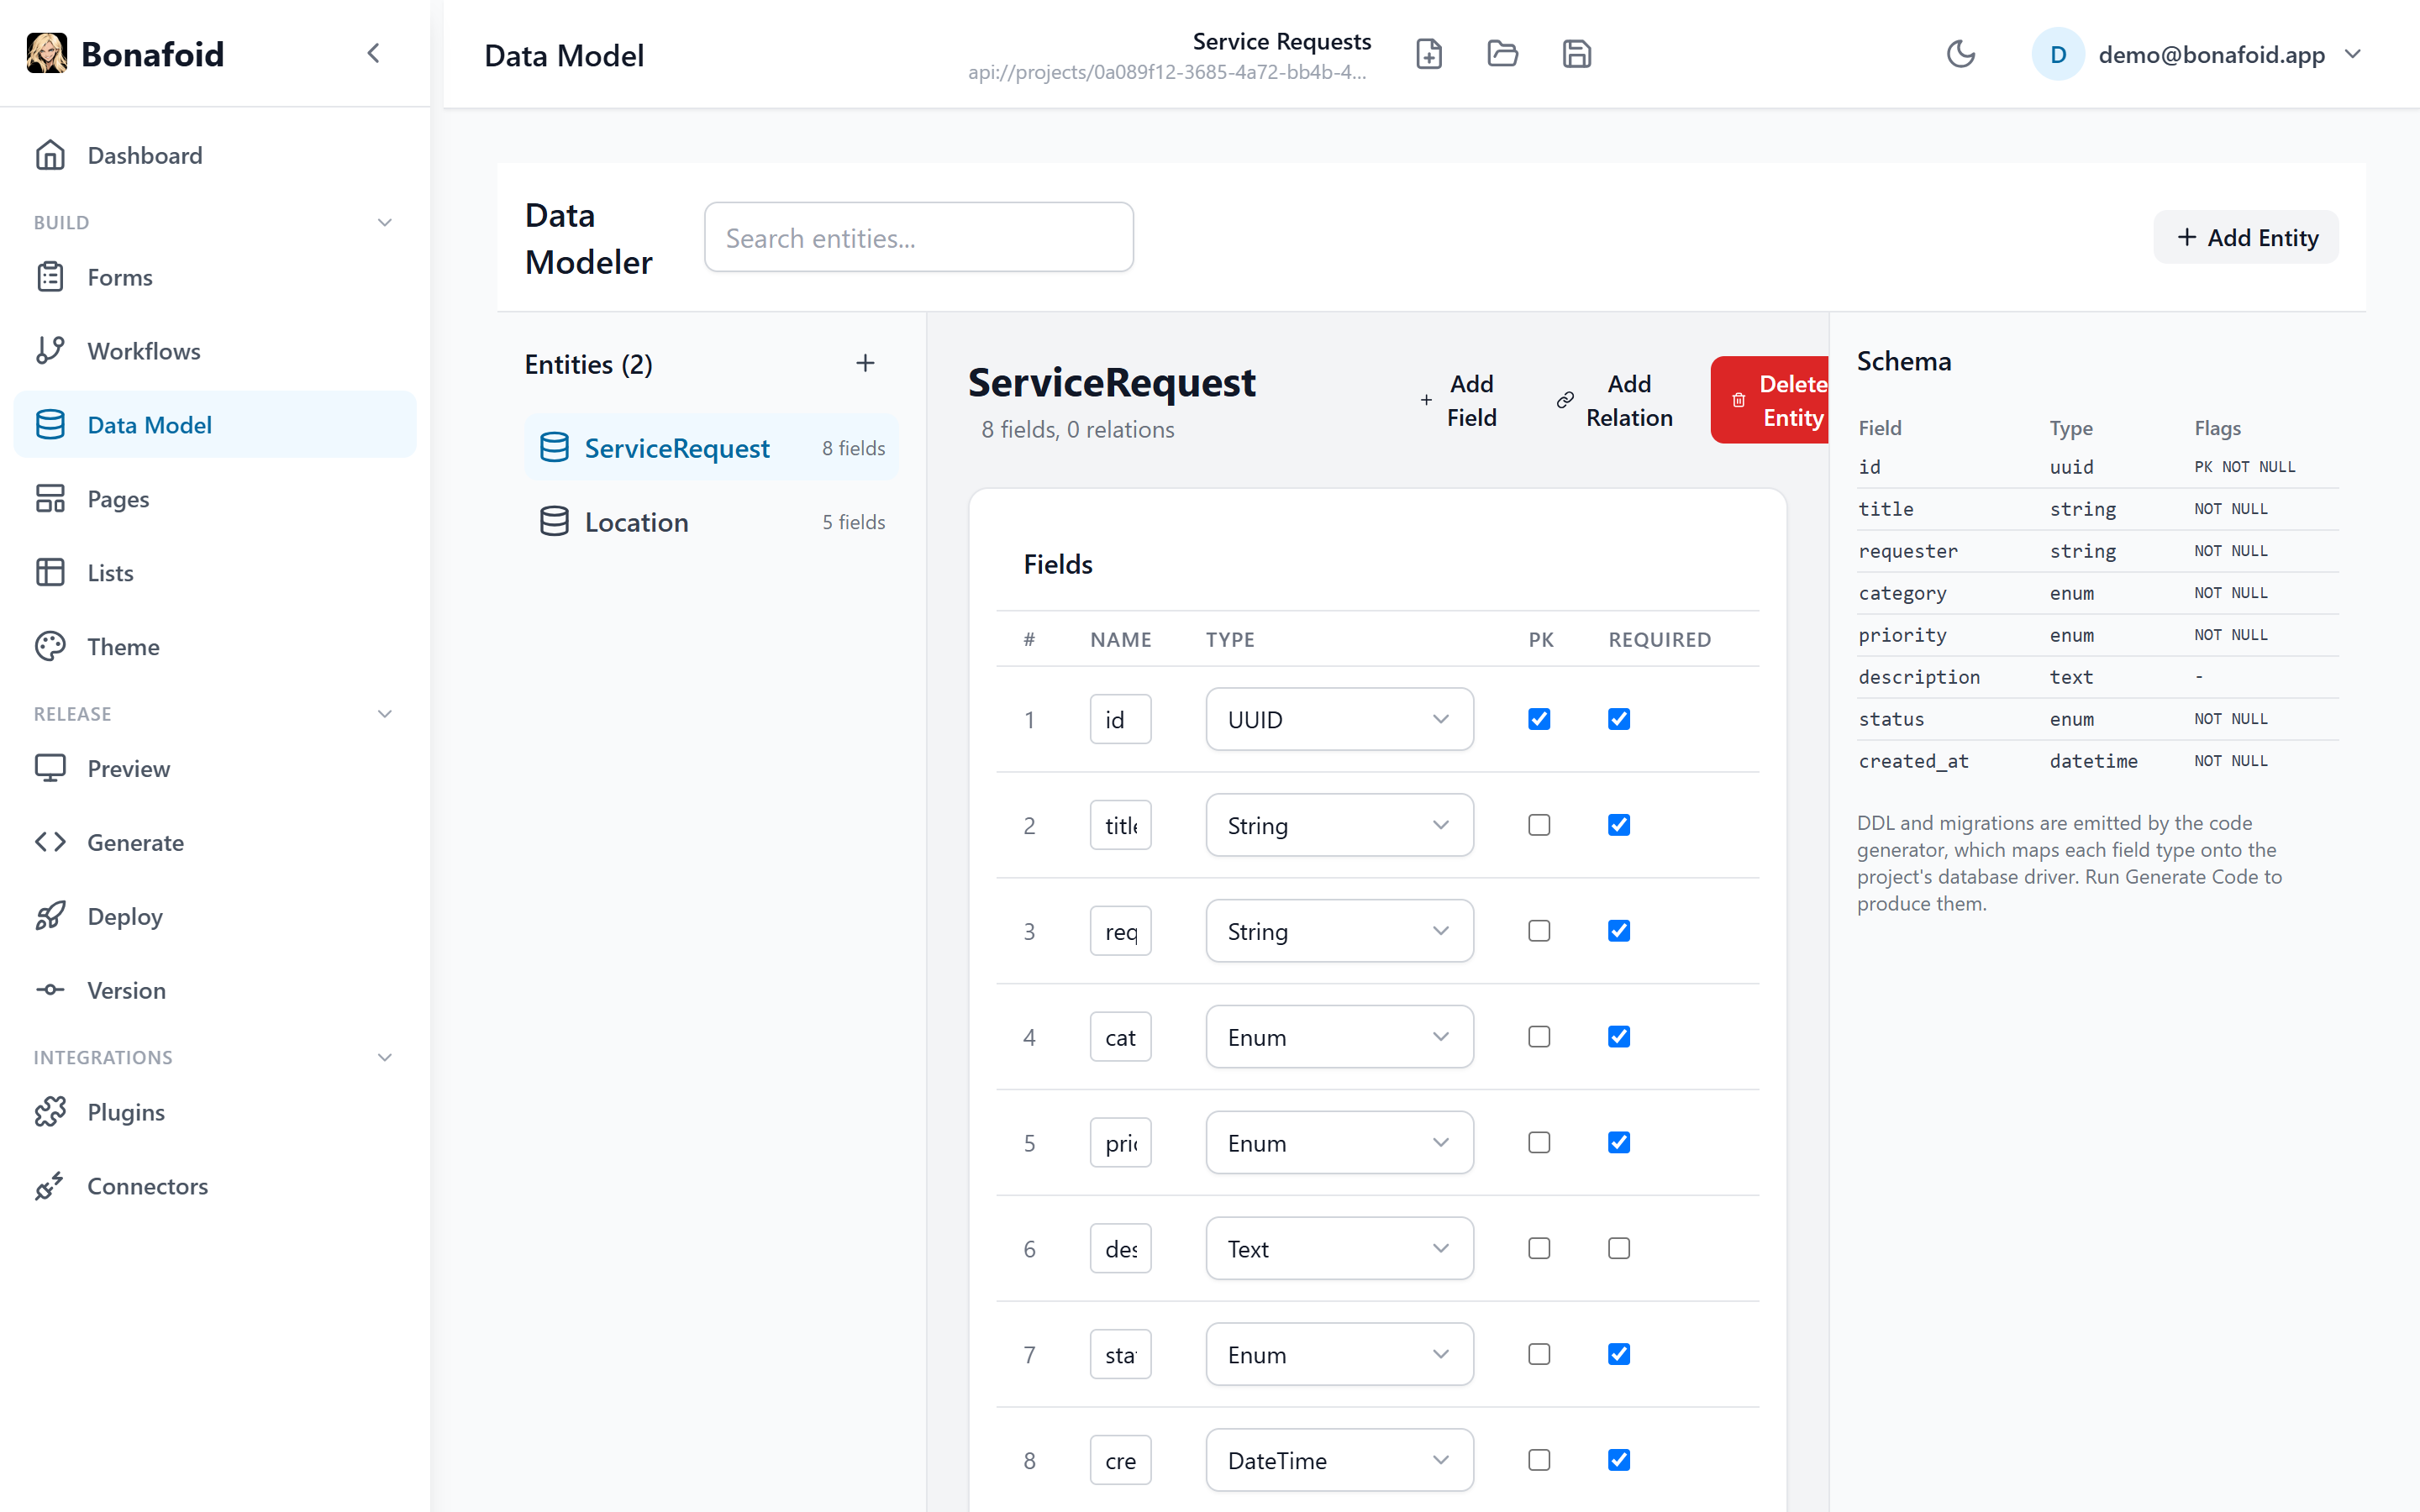 Bonafoid
Dashboard
BUILD
Forms
Workflows
Data Model
Pages
Lists
Theme
RELEASE
Preview
Generate
Deploy
Version
INTEGRATIONS
Plugins
Connectors
Data Model
Service Requests
api://projects/0a089f12-3685-4a72-bb4b-4...
D
demo@bonafoid.app
Data
Modeler
Search entities...
+ Add Entity
Entities (2)
ServiceRequest 8 fields
Location 5 fields
ServiceRequest
8 fields, 0 relations
Add
Field
Add
Relation
Delete
Entity
Fields
# NAME TYPE PK REQUIRED
1 id UUID
2 title String
3 req String
4 cat Enum
5 pric Enum
6 des Text
7 stat Enum
8 cre DateTime
Schema
Field Type Flags
id uuid PK NOT NULL
title string NOT NULL
requester string NOT NULL
category enum NOT NULL
priority enum NOT NULL
description text -
status enum NOT NULL
created_at datetime NOT NULL
DDL and migrations are emitted by the code
generator, which maps each field type onto the
project's database driver. Run Generate Code to
produce them.